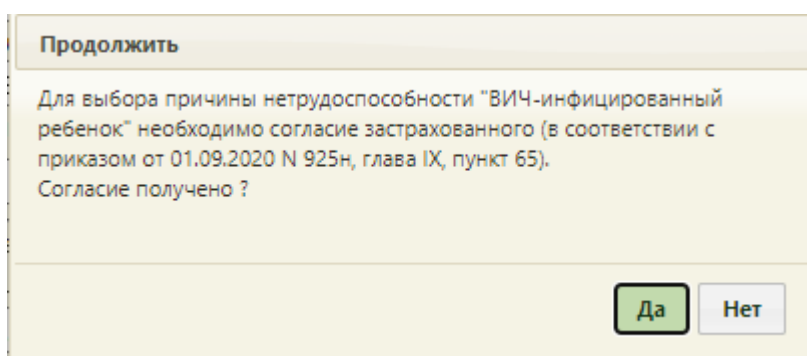 Продолжить
Для выбора причины нетрудоспособности "ВИЧ-инфицированный
ребенок" необходимо согласие застрахованного (в соответствии с
приказом от 01.09.2020 N 925н, глава IX, пункт 65).
Согласие получено ?
Да Нет